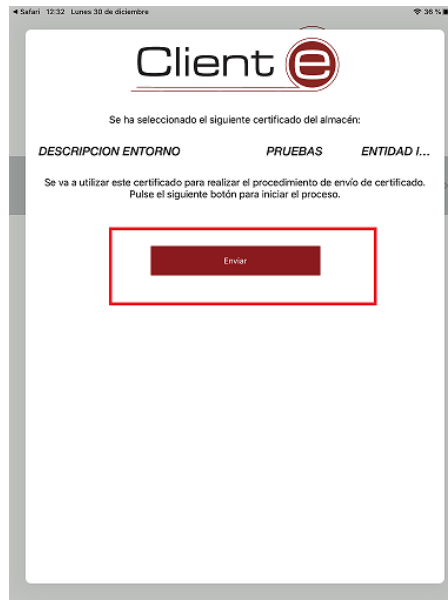 ◀ Safari 12:32 Lunes 30 de diciembre 36 %
Client e
Se ha seleccionado el siguiente certificado del almacén:
DESCRIPCION ENTORNO PRUEBAS ENTIDAD I...
Se va a utilizar este certificado para realizar el procedimiento de envío de certificado.
Pulse el siguiente botón para iniciar el proceso.
Enviar